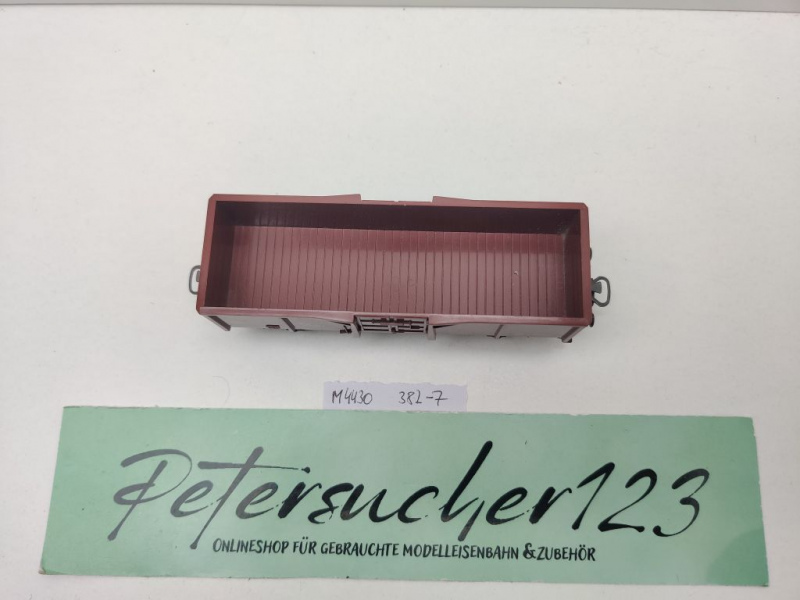 M4430 382-7
Petersucher123
ONLINESHOP FÜR GEBRAUCHTE MODELLEISENBAHN & ZUBEHÖR